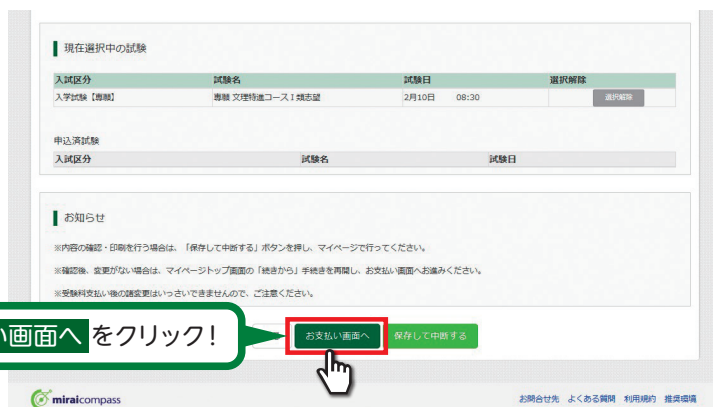 現在選択中の試験
入試区分 試験名 試験日 選択解除
入学試験【専願】 専願 文理特進コースⅠ類志望 2月10日 08:30 選択解除
申込済試験
入試区分 試験名 試験日
お知らせ
※内容の確認・印刷を行う場合は、「保存して中断する」ボタンを押し、マイページで行ってください。
※確認後、変更がない場合は、マイページトップ画面の「続きから」手続きを再開し、お支払い画面へお進みください。
※受験料支払い後の諸変更はいっさいできませんので、ご注意ください。
い画面へ をクリック!
お支払い画面へ 保存して中断する
miraicompass お問合せ先 よくある質問 利用規約 推奨環境